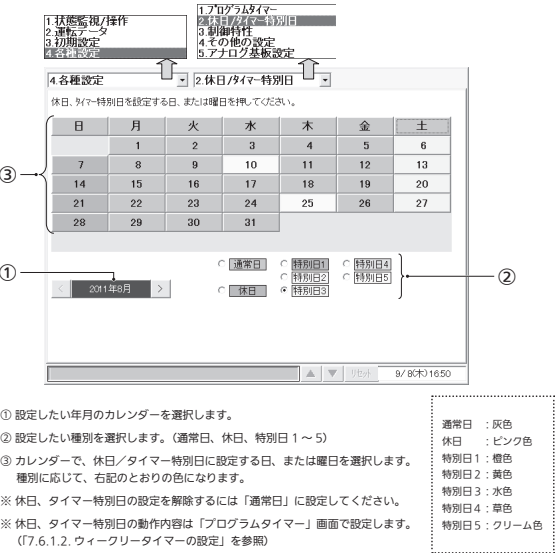 1.プログラムタイマー
2.休日/タイマー特別日
3.制御特性
4.その他の設定
5.アナログ基板設定
1.状態監視/操作
2.運転データ
3.初期設定
4.各種設定
4.各種設定 2.休日/タイマー特別日
休日、タイマー特別日を設定する日、または曜日を押してください。
日 月 火 水 木 金 土
1 2 3 4 5 6
7 8 9 10 11 12 13
14 15 16 17 18 19 20
21 22 23 24 25 26 27
28 29 30 31
③
通常日 特別日1 特別日4
特別日2 特別日5
休日 特別日3
①
②
< 2011年8月 >
▲ ▼ リセット 9/ 8(木)16:50
① 設定したい年月のカレンダーを選択します。
② 設定したい種別を選択します。（通常日、休日、特別日 1 ～ 5）
③ カレンダーで、休日／タイマー特別日に設定する日、または曜日を選択します。
種別に応じて、右記のとおりの色になります。
※ 休日、タイマー特別日の設定を解除するには「通常日」に設定してください。
※ 休日、タイマー特別日の動作内容は「プログラムタイマー」画面で設定します。
（「7.6.1.2. ウィークリータイマーの設定」を参照）
通常日 ：灰色
休日 ：ピンク色
特別日1：橙色
特別日2：黄色
特別日3：水色
特別日4：草色
特別日5：クリーム色